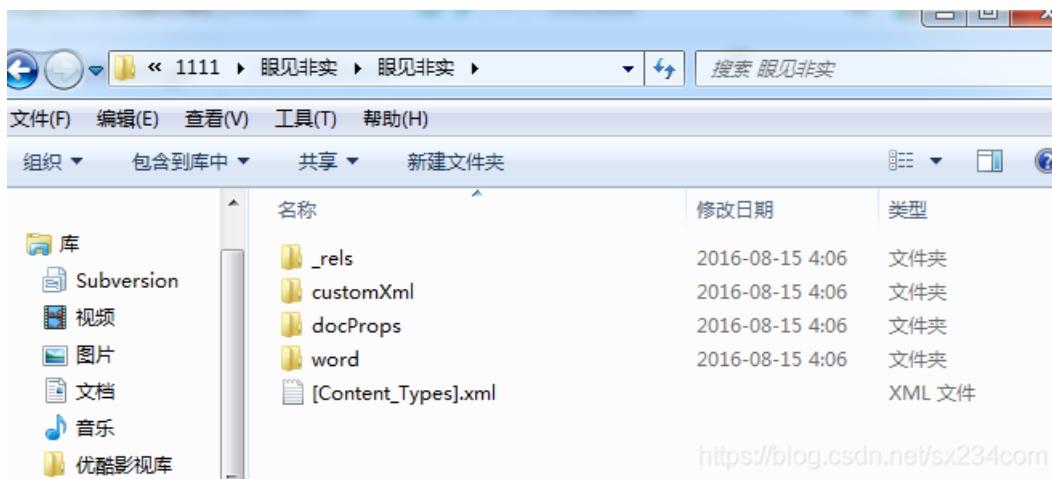 « 1111 ▸ 眼见非实 ▸ 眼见非实 ▸ 搜索 眼见非实
文件(F) 编辑(E) 查看(V) 工具(T) 帮助(H)
组织 ▼ 包含到库中 ▼ 共享 ▼ 新建文件夹
名称 修改日期 类型
库
Subversion
视频
图片
文档
音乐
优酷影视库
_rels 2016-08-15 4:06 文件夹
customXml 2016-08-15 4:06 文件夹
docProps 2016-08-15 4:06 文件夹
word 2016-08-15 4:06 文件夹
[Content_Types].xml XML 文件
https://blog.csdn.net/sx234com